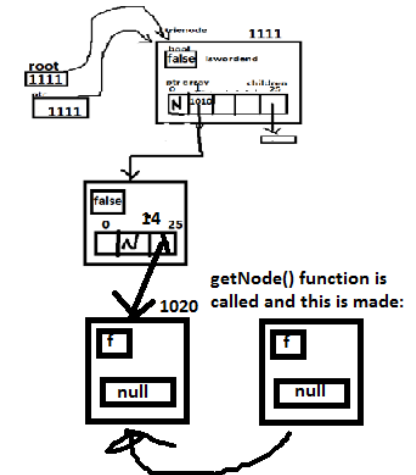 trienode 1111
bool
root
1111
false iswordend
ptr array children
0 1 . . . . . 25
N 1010
ptr
1111
false
0 14 25
N
getNode() function is
1020 called and this is made:
f f
null null